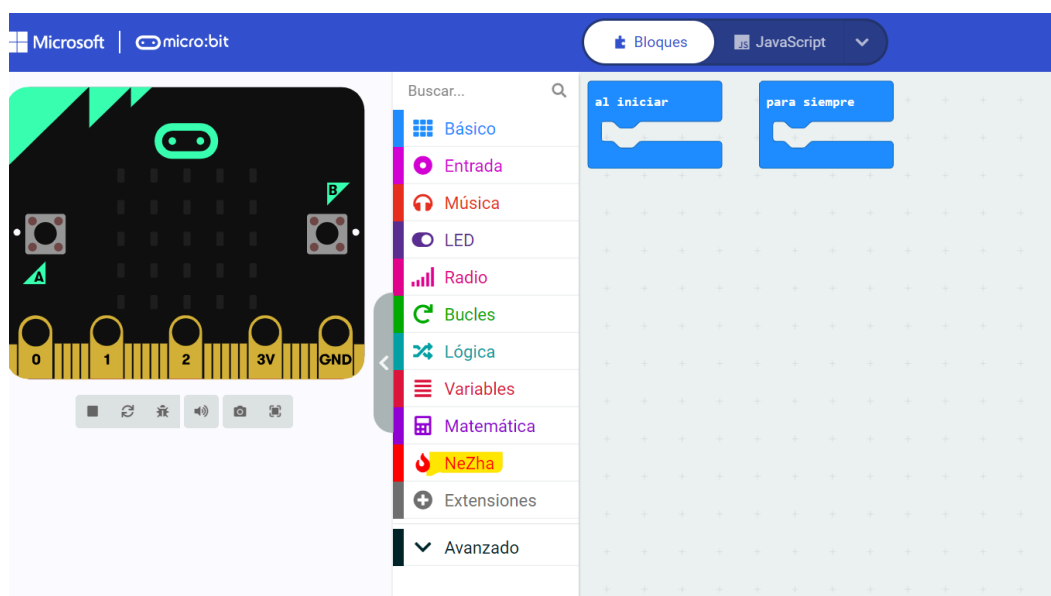 Microsoft micro:bit
Bloques
JS JavaScript
Buscar...
Básico
Entrada
Música
LED
Radio
Bucles
Lógica
Variables
Matemática
NeZha
Extensiones
Avanzado
al iniciar
para siempre
B
A
0 1 2 3V GND